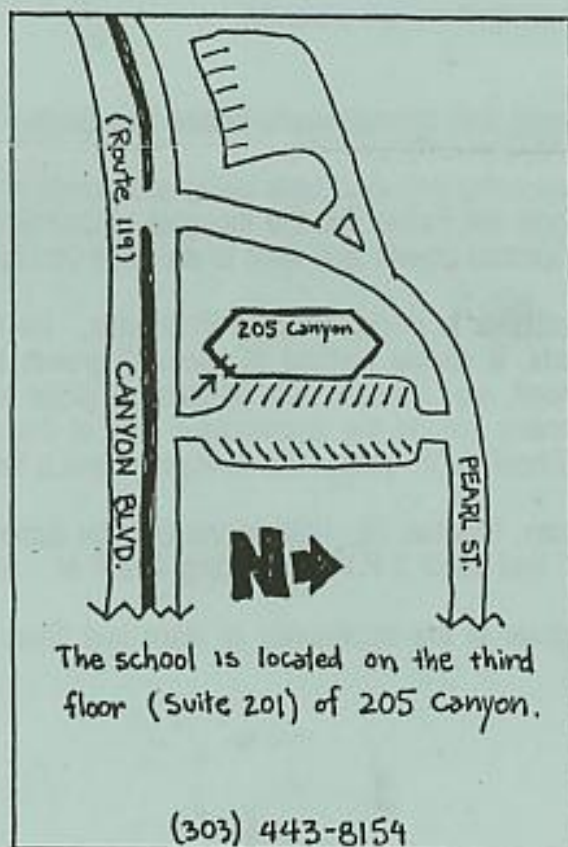 (Route 119)
CANYON BLVD.
205 Canyon
PEARL ST.
N
The school is located on the third
floor (Suite 201) of 205 Canyon.
(303) 443-8154